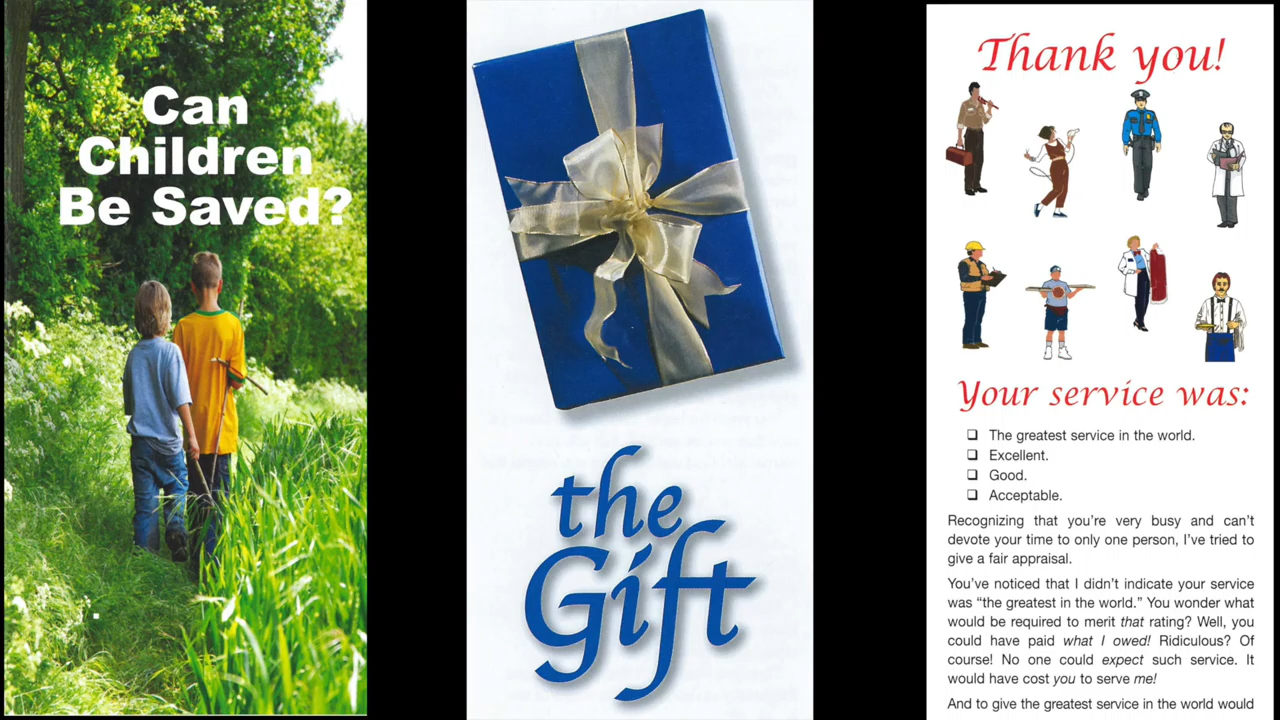 Can
Children
Be Saved?
the
Gift
Thank you!
Your service was:
❏ The greatest service in the world.
❏ Excellent.
❏ Good.
❏ Acceptable.
Recognizing that you're very busy and can't
devote your time to only one person, I've tried to
give a fair appraisal.
You've noticed that I didn't indicate your service
was “the greatest in the world.” You wonder what
would be required to merit that rating? Well, you
could have paid what I owed! Ridiculous? Of
course! No one could expect such service. It
would have cost you to serve me!
And to give the greatest service in the world would